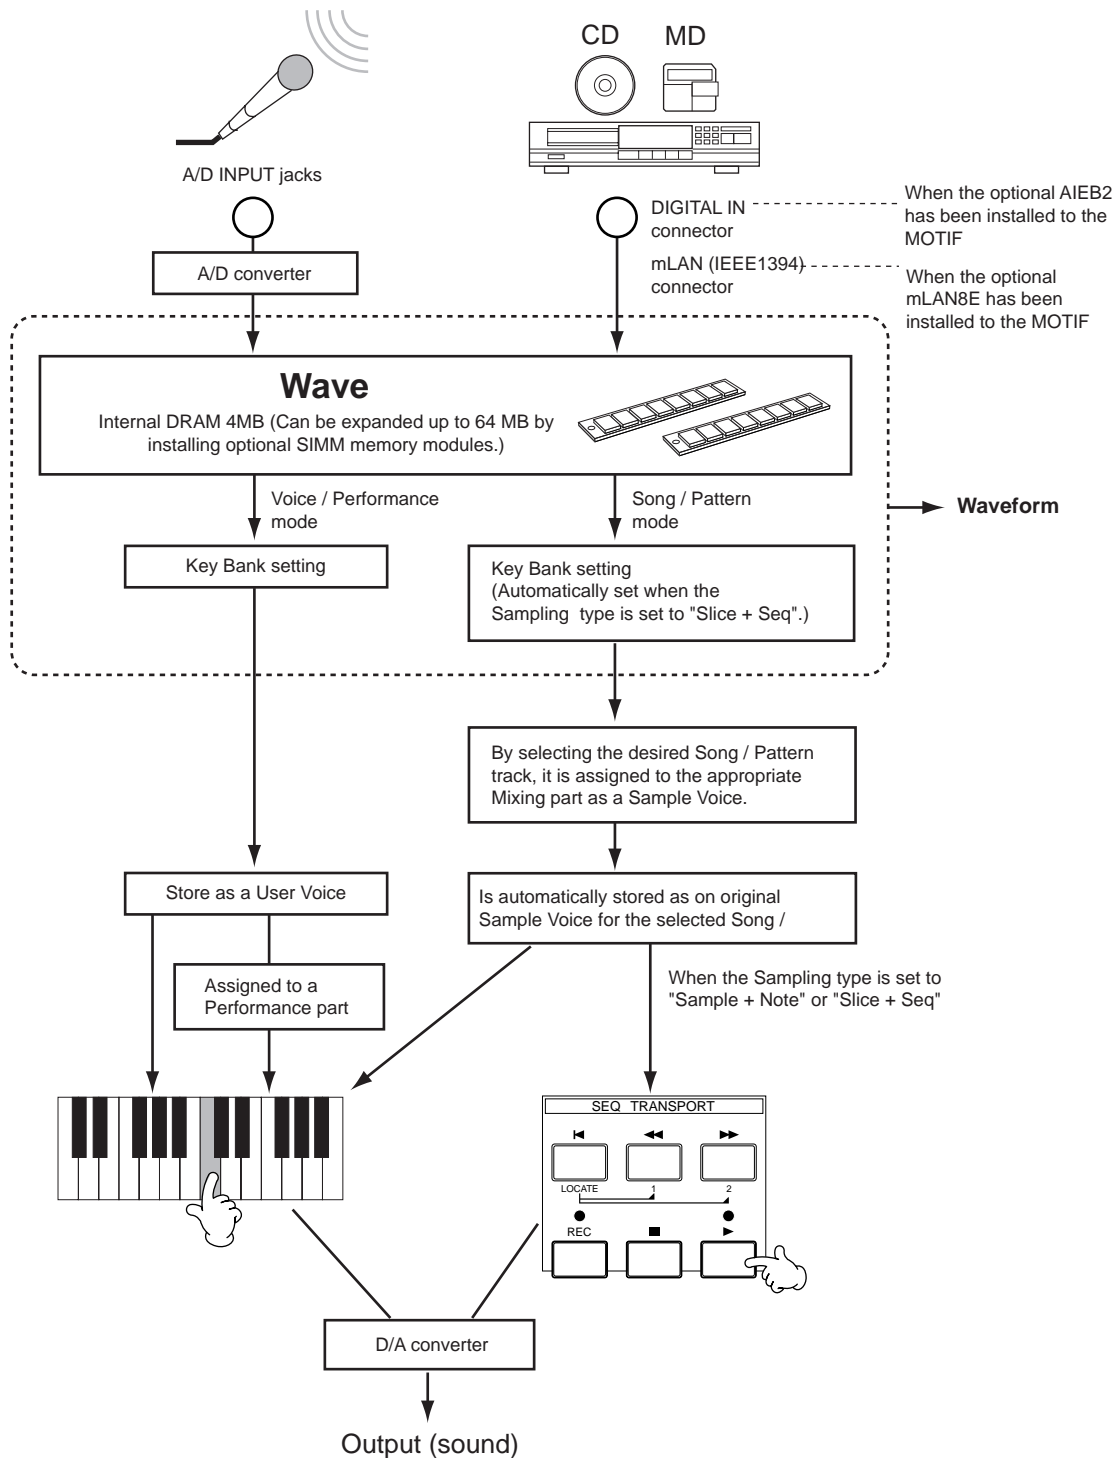 CD MD
A/D INPUT jacks
DIGITAL IN
connector
When the optional AIEB2
has been installed to the
MOTIF
A/D converter
mLAN (IEEE1394)
connector
When the optional
mLAN8E has been
installed to the MOTIF
Wave
Internal DRAM 4MB (Can be expanded up to 64 MB by
installing optional SIMM memory modules.)
Voice / Performance
mode
Song / Pattern
mode
Waveform
Key Bank setting
Key Bank setting
(Automatically set when the
Sampling type is set to "Slice + Seq".)
By selecting the desired Song / Pattern
track, it is assigned to the appropriate
Mixing part as a Sample Voice.
Store as a User Voice
Is automatically stored as on original
Sample Voice for the selected Song /
Assigned to a
Performance part
When the Sampling type is set to
"Sample + Note" or "Slice + Seq"
SEQ TRANSPORT
LOCATE 1 2
REC
D/A converter
Output (sound)